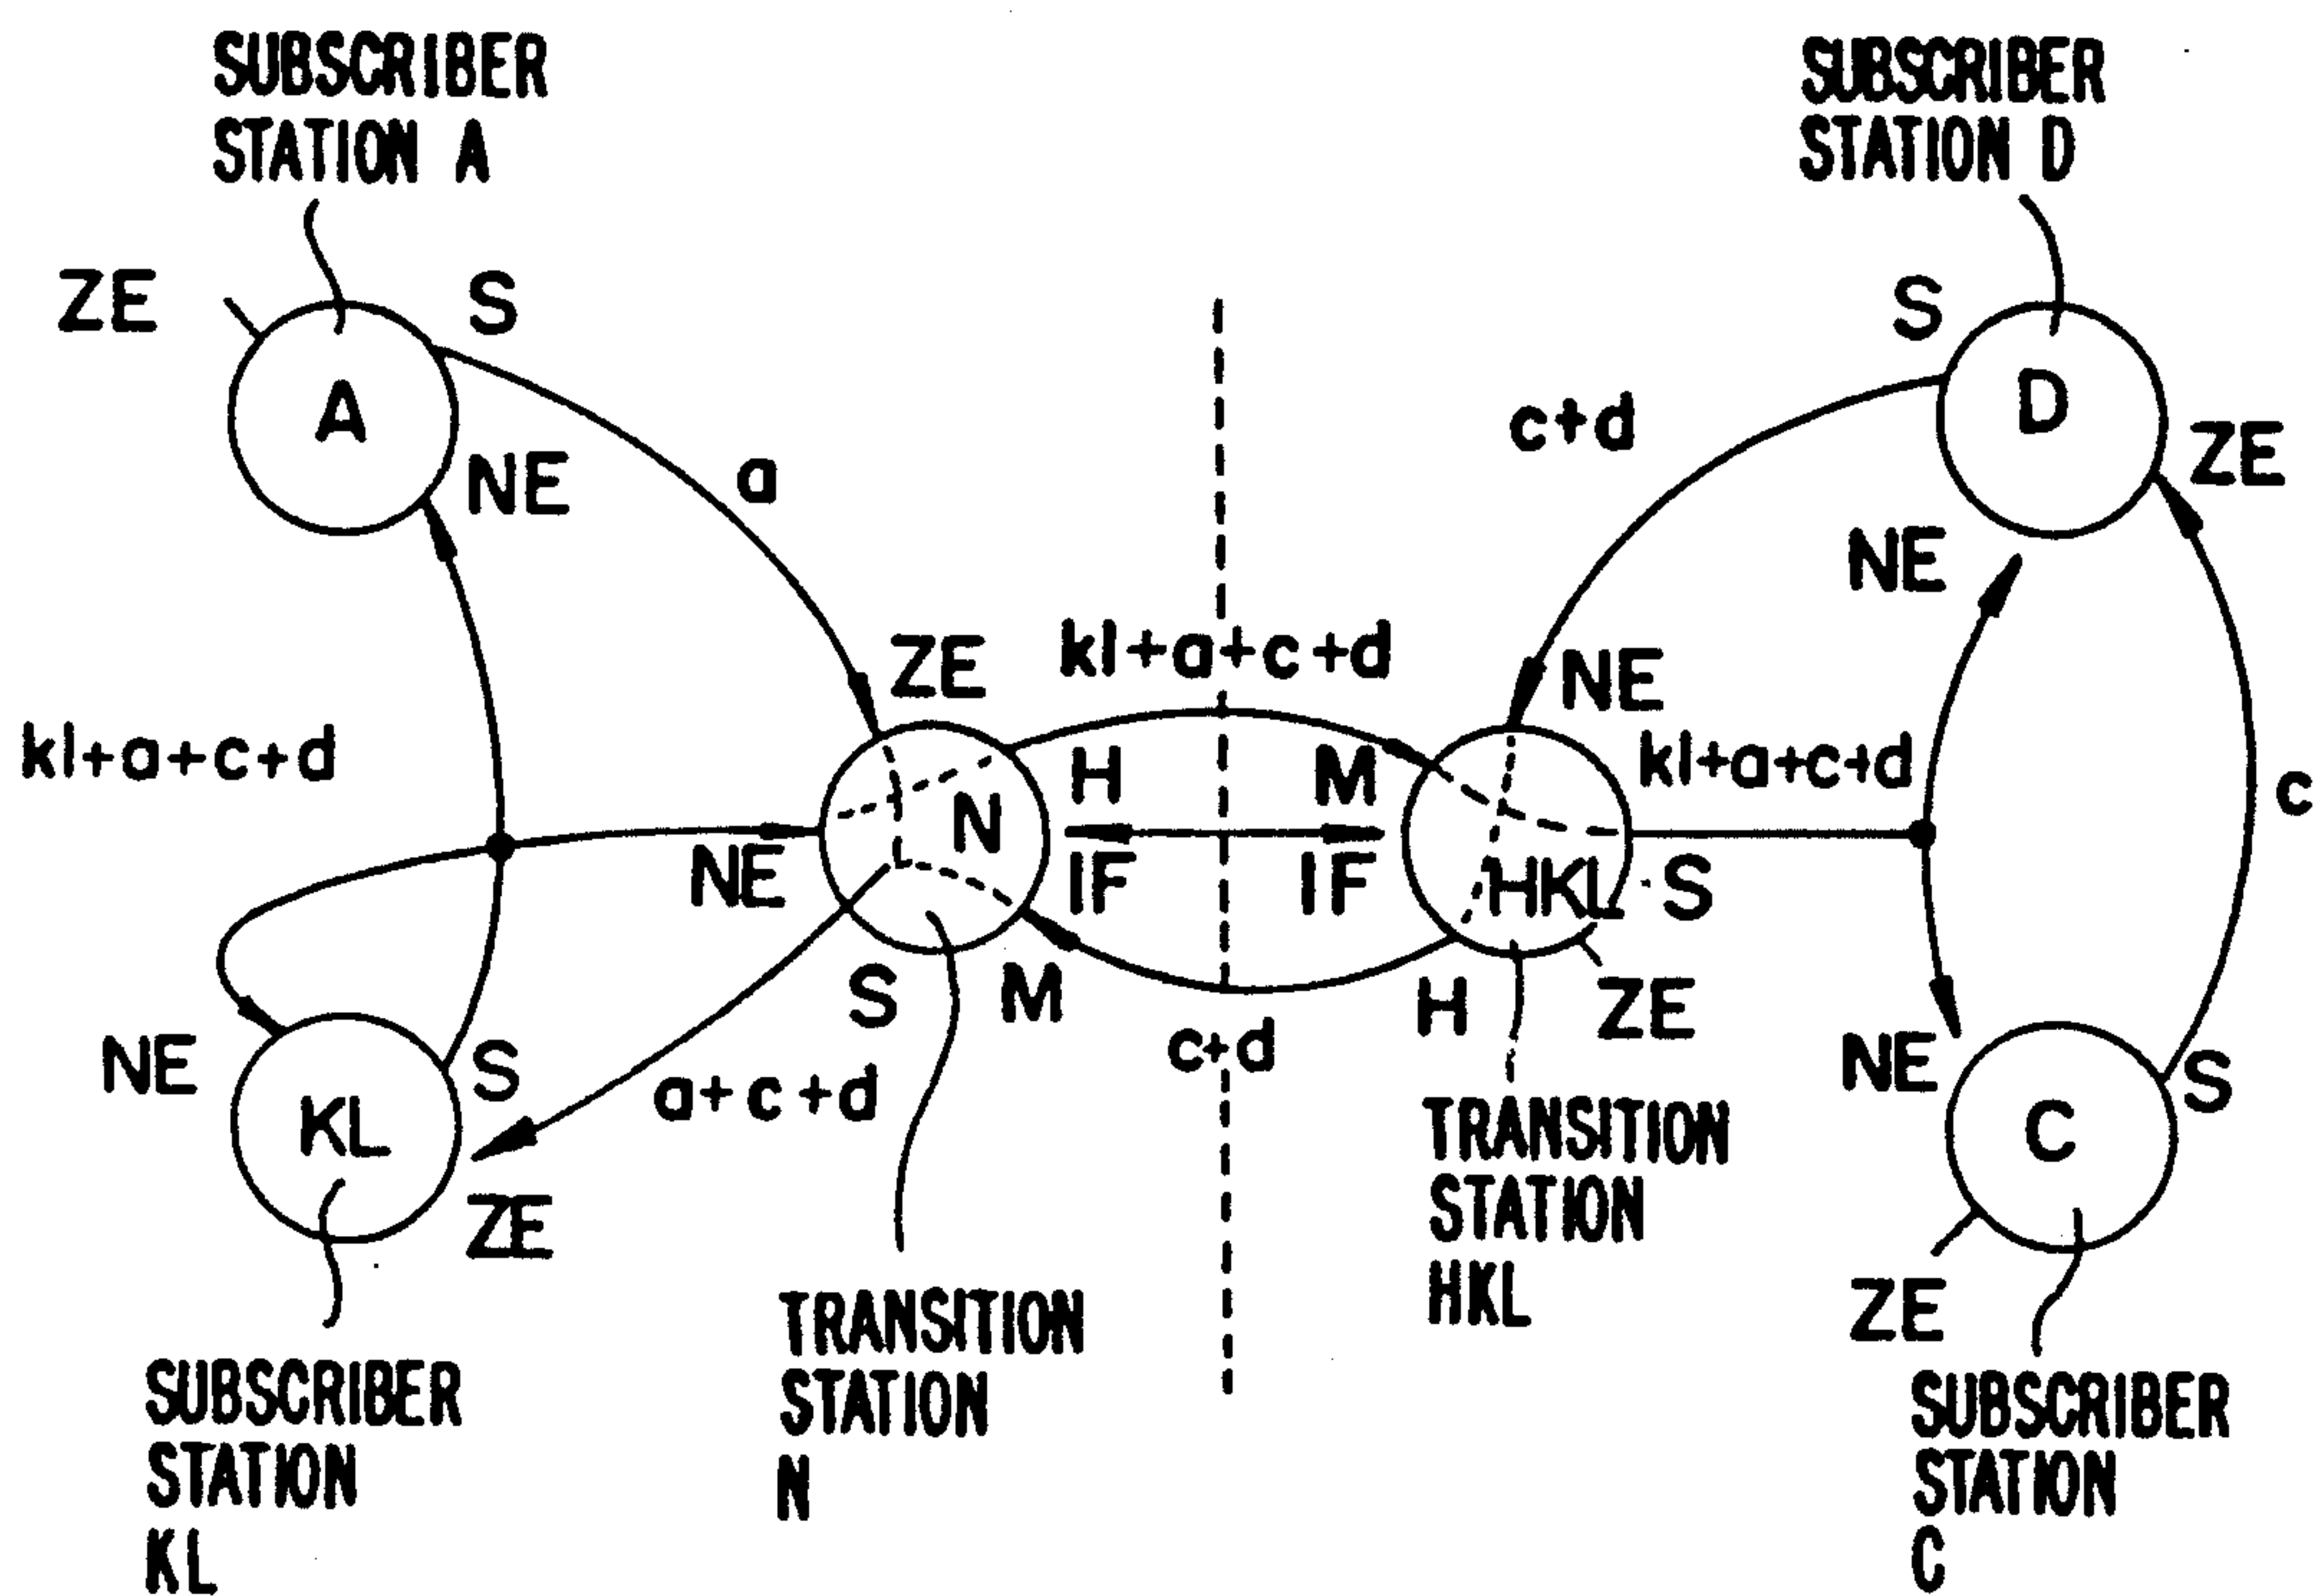 SUBSCRIBER
STATION A
SUBSCRIBER
STATION D
ZE
S
S
A
D
NE
a
c+d
ZE
NE
ZE
kl+a+c+d
NE
kl+a+c+d
kl+a+c+d
H
M
N
c
NE
IF
IF
HKL
S
S
M
H
ZE
NE
S
a+c+d
c+d
NE
S
KL
C
ZE
TRANSITION
STATION
HKL
ZE
TRANSITION
STATION
N
SUBSCRIBER
STATION
KL
SUBSCRIBER
STATION
C